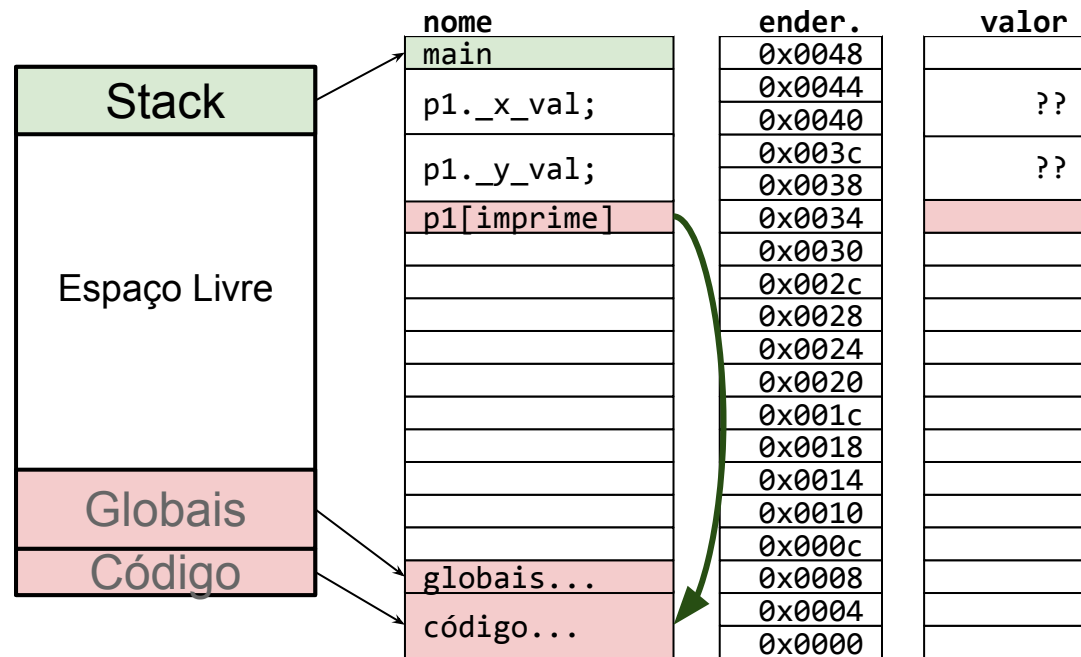 nome ender. valor
main 0x0048
Stack
p1._x_val; 0x0044 ??
0x0040
p1._y_val; 0x003c ??
0x0038
p1[imprime] 0x0034
0x0030
Espaço Livre
0x002c
0x0028
0x0024
0x0020
0x001c
0x0018
0x0014
Globais
0x0010
0x000c
Código
globais... 0x0008
código... 0x0004
0x0000